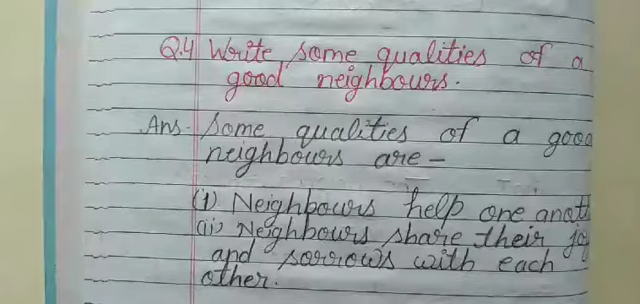 Q.4 Write some qualities of a
good neighbours.
Ans- Some qualities of a good
neighbours are -
(i) Neighbours help one anot
(ii) Neighbours share their jo
and sorrows with each
other.